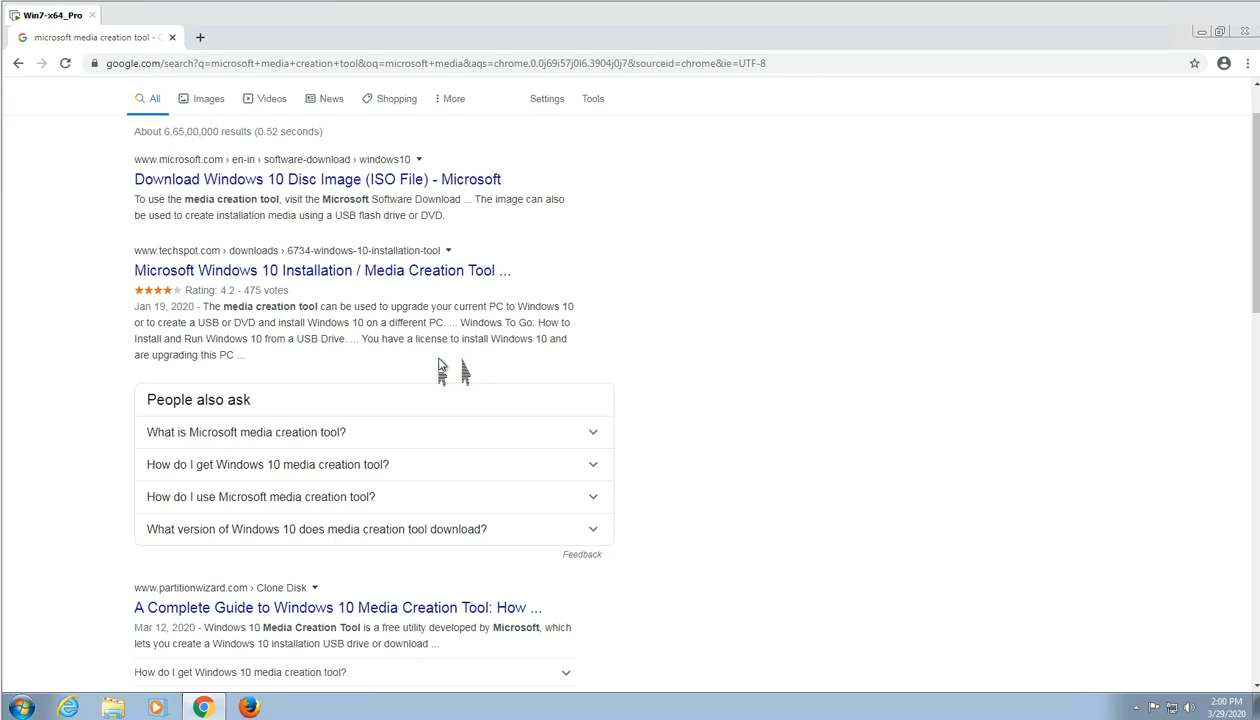 Win7-x64_Pro
microsoft media creation tool -
google.com/search?q=microsoft+media+creation+tool&oq=microsoft+media&aqs=chrome.0.0j69i57j0l6.3904j0j7&sourceid=chrome&ie=UTF-8
All Images Videos News Shopping More Settings Tools
About 6,65,00,000 results (0.52 seconds)
www.microsoft.com › en-in › software-download › windows10
Download Windows 10 Disc Image (ISO File) - Microsoft
To use the media creation tool, visit the Microsoft Software Download ... The image can also
be used to create installation media using a USB flash drive or DVD.
www.techspot.com › downloads › 6734-windows-10-installation-tool
Microsoft Windows 10 Installation / Media Creation Tool ...
Rating: 4.2 - 475 votes
Jan 19, 2020 - The media creation tool can be used to upgrade your current PC to Windows 10
or to create a USB or DVD and install Windows 10 on a different PC. ... Windows To Go: How to
Install and Run Windows 10 from a USB Drive. ... You have a license to install Windows 10 and
are upgrading this PC ...
People also ask
What is Microsoft media creation tool?
How do I get Windows 10 media creation tool?
How do I use Microsoft media creation tool?
What version of Windows 10 does media creation tool download?
Feedback
www.partitionwizard.com › Clone Disk
A Complete Guide to Windows 10 Media Creation Tool: How ...
Mar 12, 2020 - Windows 10 Media Creation Tool is a free utility developed by Microsoft, which
lets you create a Windows 10 installation USB drive or download ...
How do I get Windows 10 media creation tool?
2:00 PM
3/29/2020